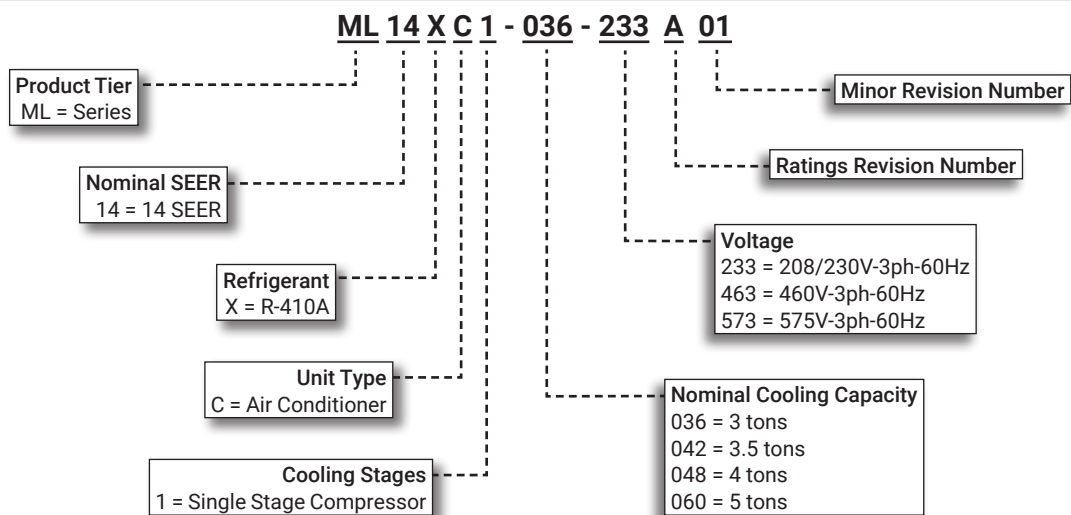 ML 14 X C 1 - 036 - 233 A 01
Product Tier
ML = Series
Minor Revision Number
Nominal SEER
14 = 14 SEER
Ratings Revision Number
Refrigerant
X = R-410A
Voltage
233 = 208/230V-3ph-60Hz
463 = 460V-3ph-60Hz
573 = 575V-3ph-60Hz
Unit Type
C = Air Conditioner
Nominal Cooling Capacity
036 = 3 tons
042 = 3.5 tons
048 = 4 tons
060 = 5 tons
Cooling Stages
1 = Single Stage Compressor